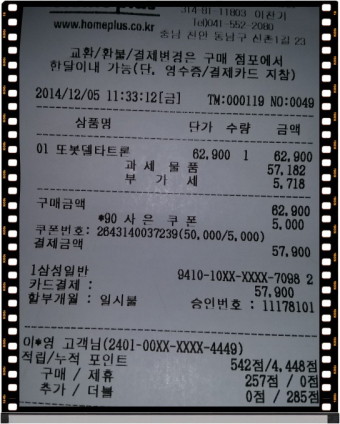 314-81-11803 이진기
www.homeplus.co.kr
Tel)041-552-2080
충남 천안 동남구 신촌1길 23
교환/환불/결제변경은 구매 점포에서
한달이내 가능(단, 영수증/결제카드 지참)
2014/12/05 11:33:12[금] TM:000119 NO:0049
상품명 단가 수량 금액
01 또봇델타트론 62,900 1 62,900
과 세 물 품 57,182
부 가 세 5,718
구매금액 62,900
*90 사 은 쿠 폰 5,000
쿠폰번호: 2643140037239(50,000/5,000)
결제금액 57,900
1삼성일반 9410-10XX-XXXX-7098 2
카드결제 : 57,900
할부개월 : 일시불 승인번호 : 11178101
이*영 고객님(2401-00XX-XXXX-4449)
적립/누적 포인트 542점/4,448점
구매 / 제휴 257점 / 0점
추가 / 더블 0점 / 285점